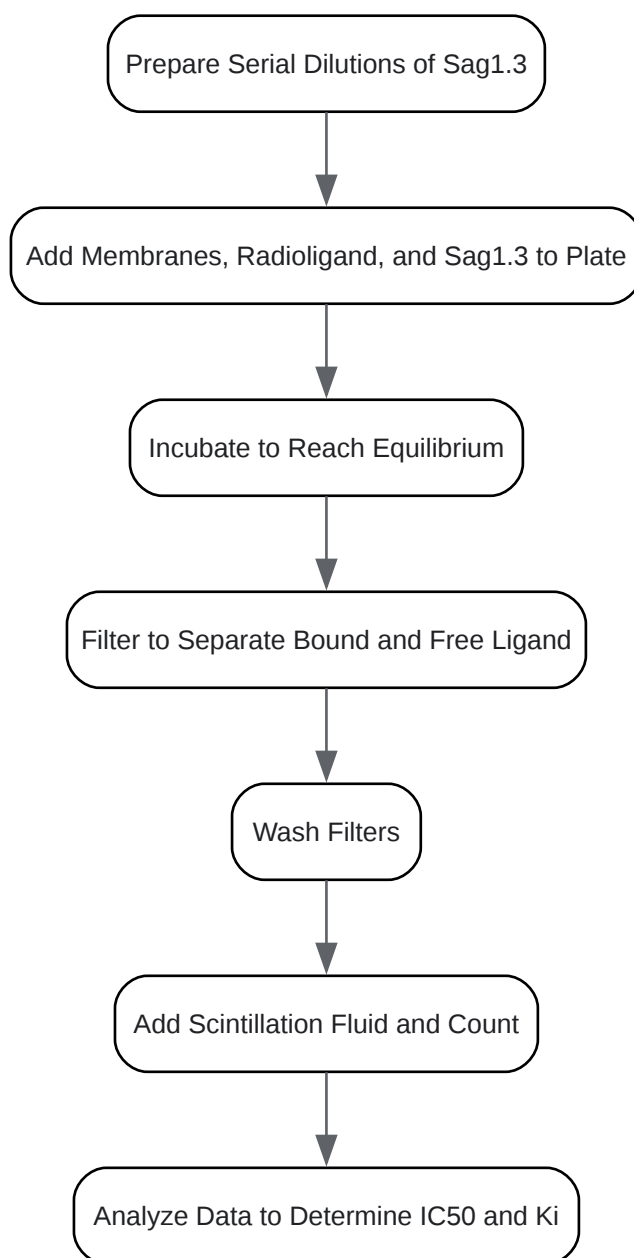 Prepare Serial Dilutions of Sag1.3
Add Membranes, Radioligand, and Sag1.3 to Plate
Incubate to Reach Equilibrium
Filter to Separate Bound and Free Ligand
Wash Filters
Add Scintillation Fluid and Count
Analyze Data to Determine IC50 and Ki